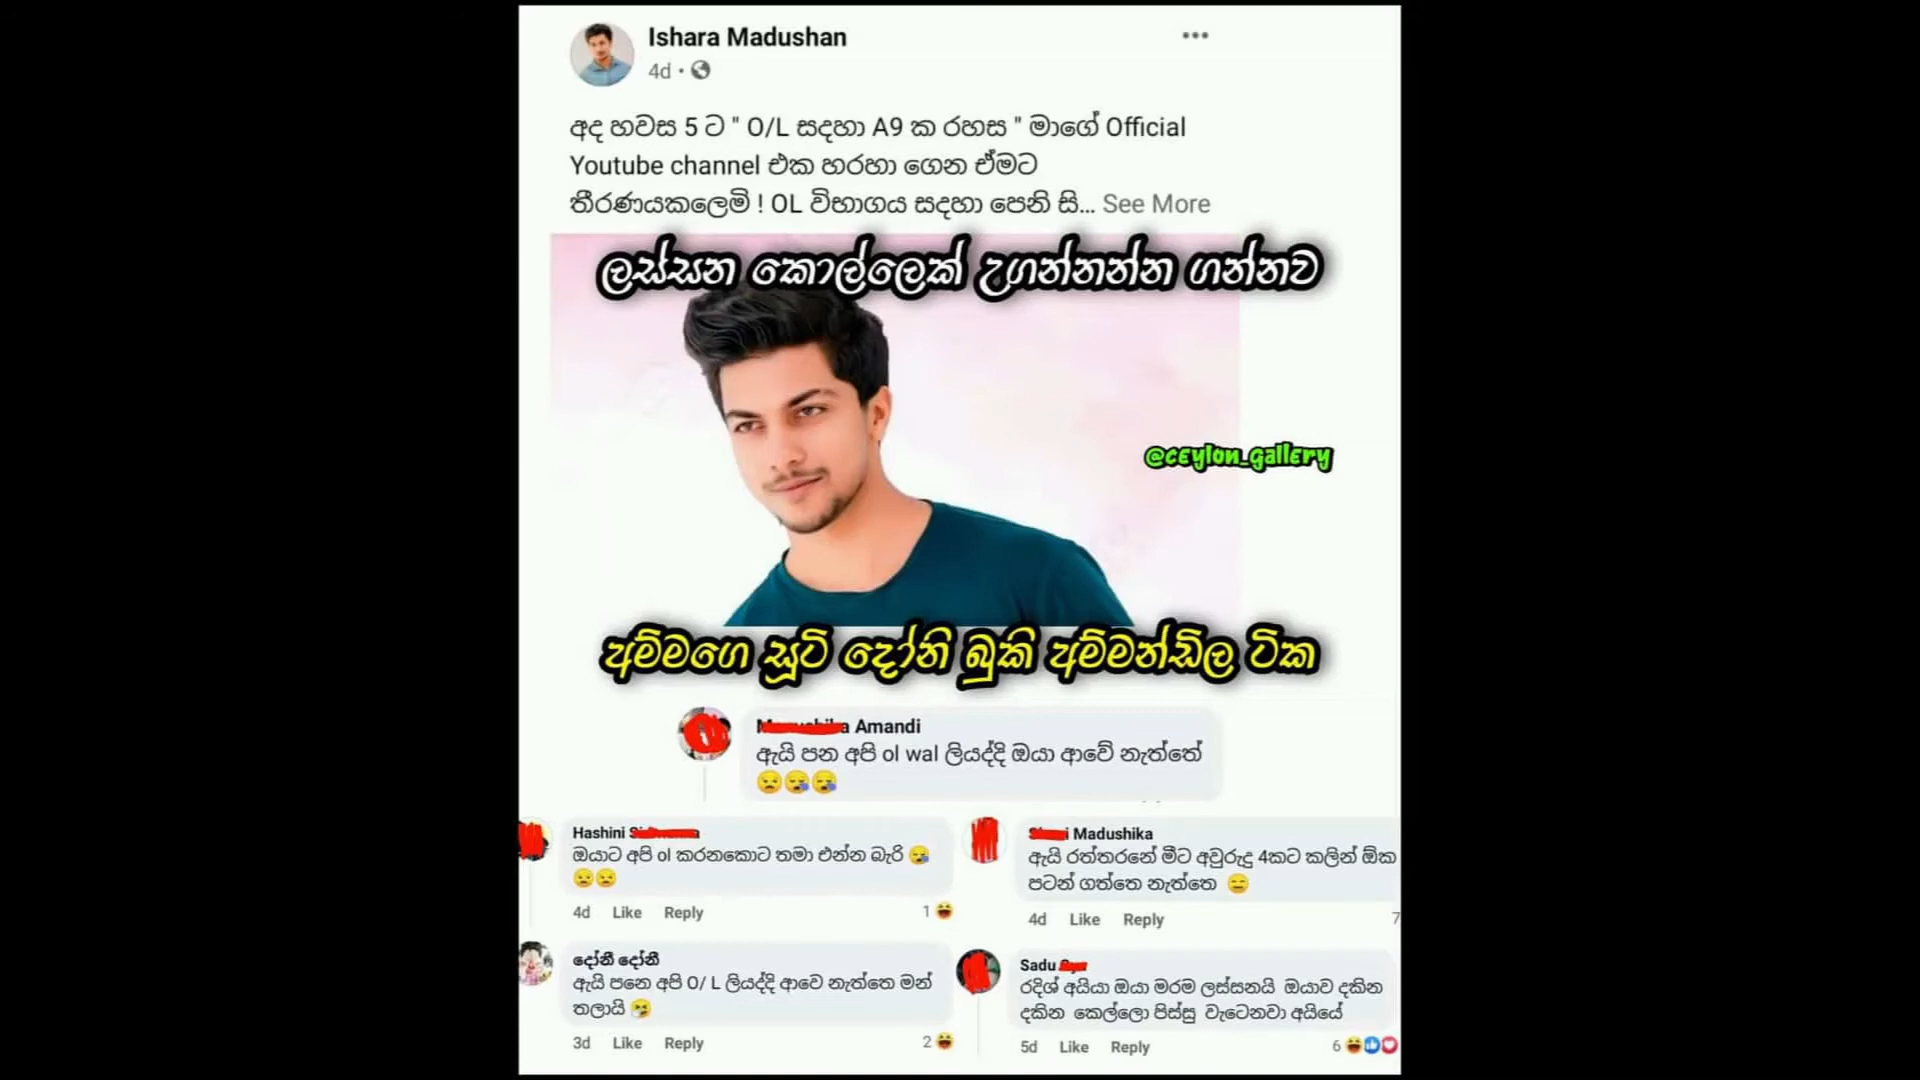 Ishara Madushan
4d
අද හවස 5 ට " O/L සදහා A9 ක රහස " මාගේ Official
Youtube channel එක හරහා ගෙන ඒමට
තීරණයකලෙමි ! OL විභාගය සදහා පෙනි සි... See More
ලස්සන කොල්ලෙක් උගන්නන්න ගන්නව
@ceylon_gallery
අම්මගෙ සූටි දෝනි බුකි අම්මන්ඩිල ටික
Amandi
ඇයි පන අපි ol wal ලියද්දි ඔයා ආවේ නැත්තේ
Hashini
ඔයාට අපි ol කරනකොට තමා එන්න බැරි
4d Like Reply 1
Madushika
ඇයි රත්තරනේ මීට අවුරුදු 4කට කලින් ඕක
පටන් ගත්තෙ නැත්තෙ
4d Like Reply 7
දෝනී දෝනී
ඇයි පනෙ අපි O/ L ලියද්දි ආවෙ නැත්තෙ මන්
තලායි
3d Like Reply 2
Sadu
රදිශ් අයියා ඔයා මරම ලස්සනයි ඔයාව දකින
දකින කෙල්ලො පිස්සු වැටෙනවා අයියේ
5d Like Reply 6